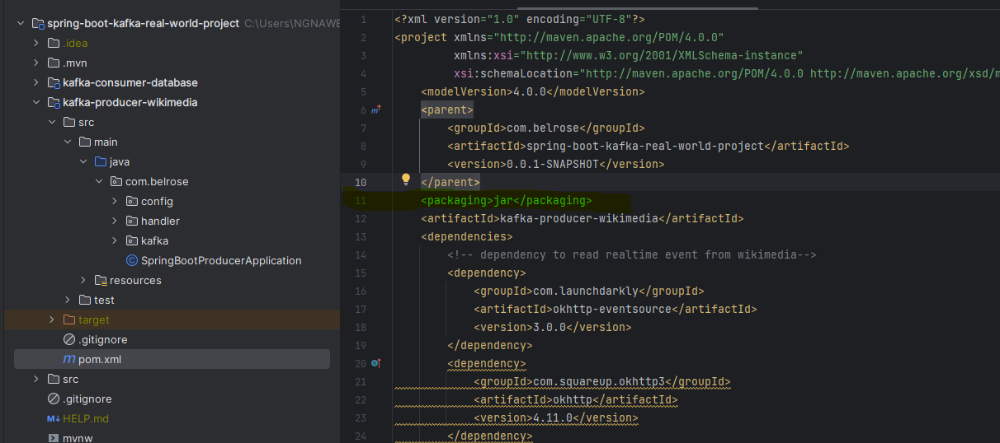 spring-boot-kafka-real-world-project C:\Users\NGNAWE
.idea
.mvn
kafka-consumer-database
kafka-producer-wikimedia
src
main
java
com.belrose
config
handler
kafka
SpringBootProducerApplication
resources
test
target
.gitignore
pom.xml
src
.gitignore
HELP.md
mvnw
1 <?xml version="1.0" encoding="UTF-8"?>
2 <project xmlns="http://maven.apache.org/POM/4.0.0"
3 xmlns:xsi="http://www.w3.org/2001/XMLSchema-instance"
4 xsi:schemaLocation="http://maven.apache.org/POM/4.0.0 http://maven.apache.org/xsd/m
5 <modelVersion>4.0.0</modelVersion>
6 <parent>
7 <groupId>com.belrose</groupId>
8 <artifactId>spring-boot-kafka-real-world-project</artifactId>
9 <version>0.0.1-SNAPSHOT</version>
10 </parent>
11 <packaging>jar</packaging>
12 <artifactId>kafka-producer-wikimedia</artifactId>
13 <dependencies>
14 <!-- dependency to read realtime event from wikimedia-->
15 <dependency>
16 <groupId>com.launchdarkly</groupId>
17 <artifactId>okhttp-eventsource</artifactId>
18 <version>3.0.0</version>
19 </dependency>
20 <dependency>
21 <groupId>com.squareup.okhttp3</groupId>
22 <artifactId>okhttp</artifactId>
23 <version>4.11.0</version>
24 </dependency>